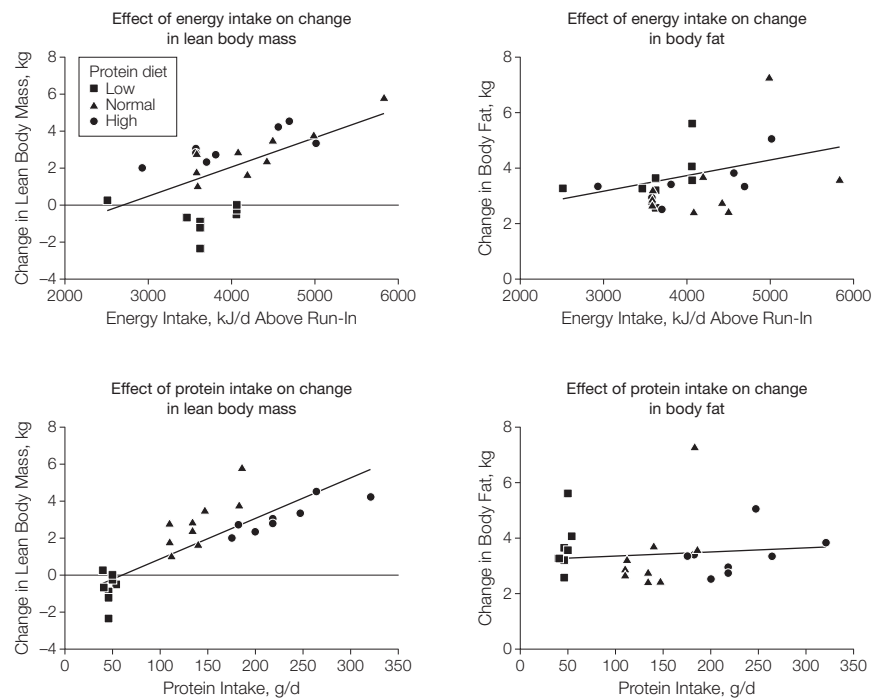 Effect of energy intake on change
in lean body mass
8
6
4
2
0
–2
–4
Change in Lean Body Mass, kg
Protein diet
Low
Normal
High
2000 3000 4000 5000 6000
Energy Intake, kJ/d Above Run-In
Effect of energy intake on change
in body fat
8
6
4
2
0
Change in Body Fat, kg
2000 3000 4000 5000 6000
Energy Intake, kJ/d Above Run-In
Effect of protein intake on change
in lean body mass
8
6
4
2
0
–2
–4
Change in Lean Body Mass, kg
0 50 100 150 200 250 300 350
Protein Intake, g/d
Effect of protein intake on change
in body fat
8
6
4
2
0
Change in Body Fat, kg
0 50 100 150 200 250 300 350
Protein Intake, g/d